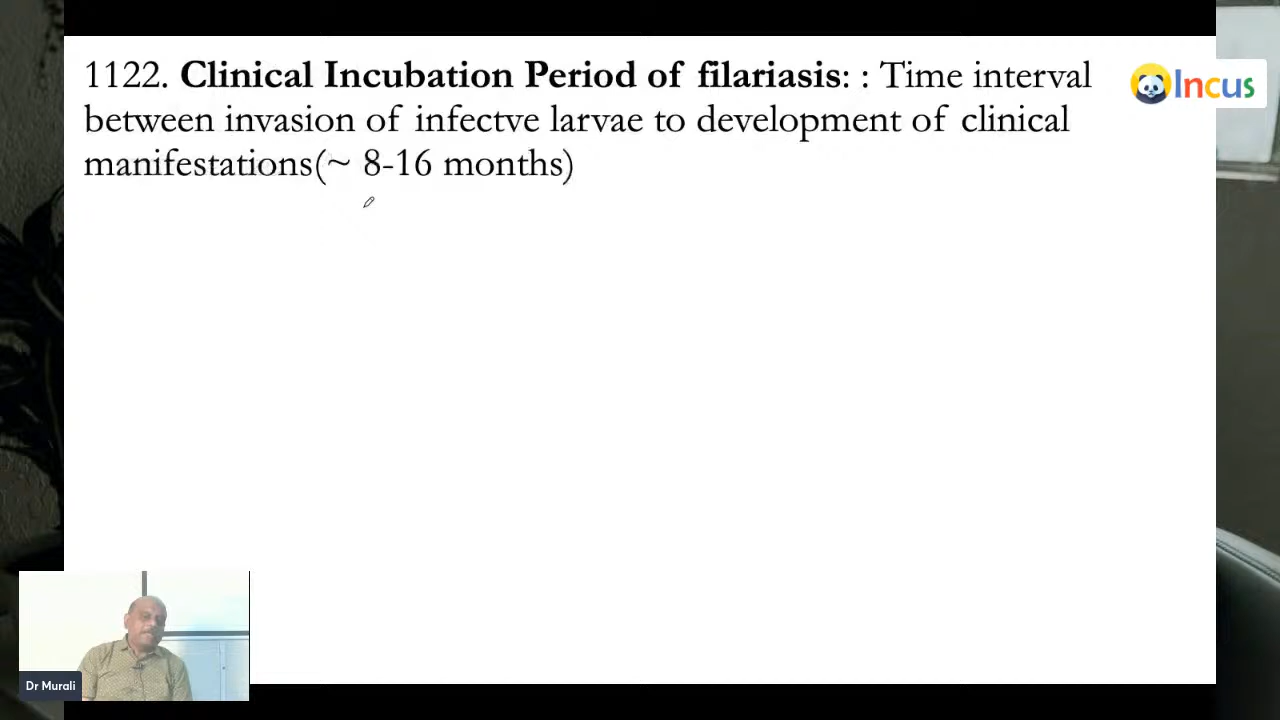 1122. Clinical Incubation Period of filariasis: : Time interval
between invasion of infectve larvae to development of clinical
manifestations(~ 8-16 months)
Incus
Dr Murali